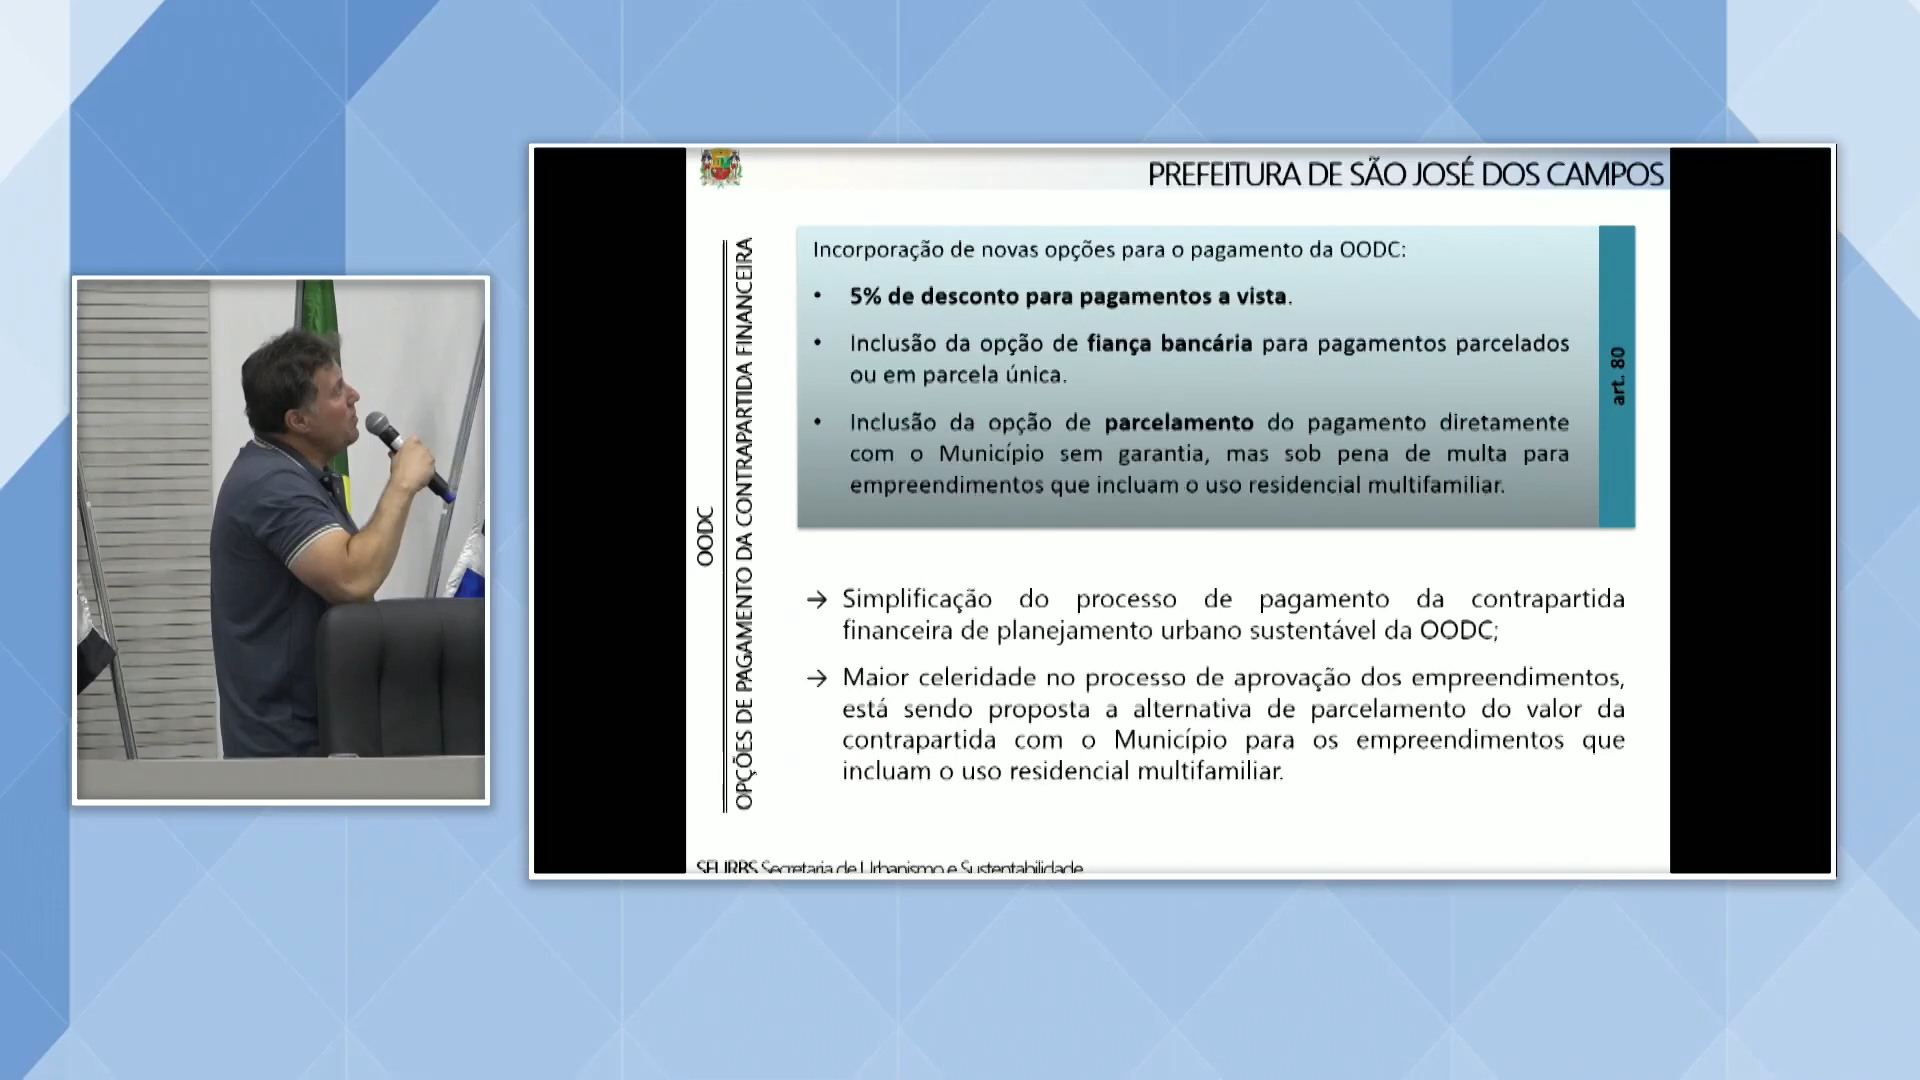 PREFEITURA DE SÃO JOSÉ DOS CAMPOS
OODC
OPÇÕES DE PAGAMENTO DA CONTRAPARTIDA FINANCEIRA
Incorporação de novas opções para o pagamento da OODC:
• 5% de desconto para pagamentos a vista.
• Inclusão da opção de fiança bancária para pagamentos parcelados
ou em parcela única.
• Inclusão da opção de parcelamento do pagamento diretamente
com o Município sem garantia, mas sob pena de multa para
empreendimentos que incluam o uso residencial multifamiliar.
art. 80
→ Simplificação do processo de pagamento da contrapartida
financeira de planejamento urbano sustentável da OODC;
→ Maior celeridade no processo de aprovação dos empreendimentos,
está sendo proposta a alternativa de parcelamento do valor da
contrapartida com o Município para os empreendimentos que
incluam o uso residencial multifamiliar.
SEURBS Secretaria de Urbanismo e Sustentabilidade